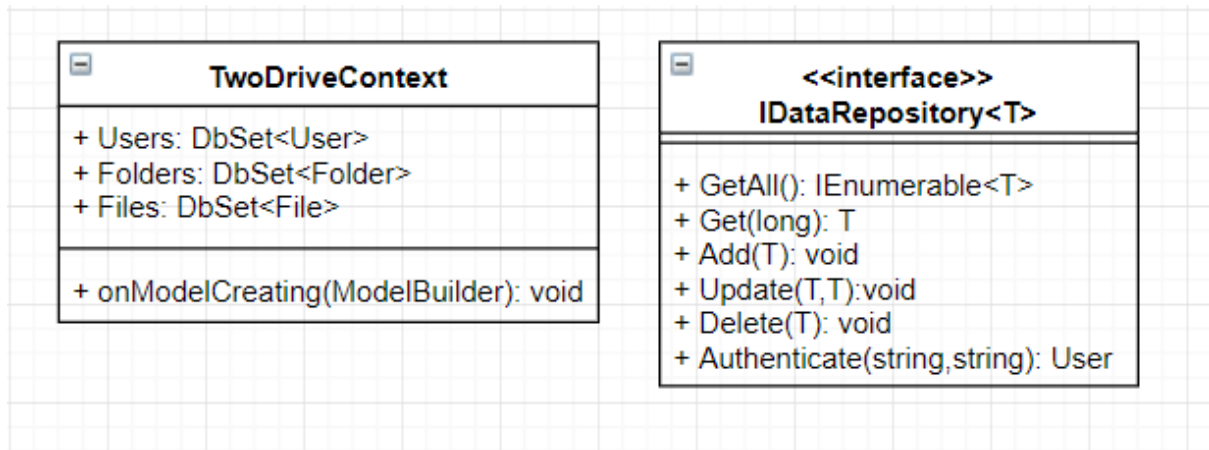 TwoDriveContext
+ Users: DbSet<User>
+ Folders: DbSet<Folder>
+ Files: DbSet<File>
+ onModelCreating(ModelBuilder): void
<<interface>>
IDataRepository<T>
+ GetAll(): IEnumerable<T>
+ Get(long): T
+ Add(T): void
+ Update(T,T):void
+ Delete(T): void
+ Authenticate(string,string): User